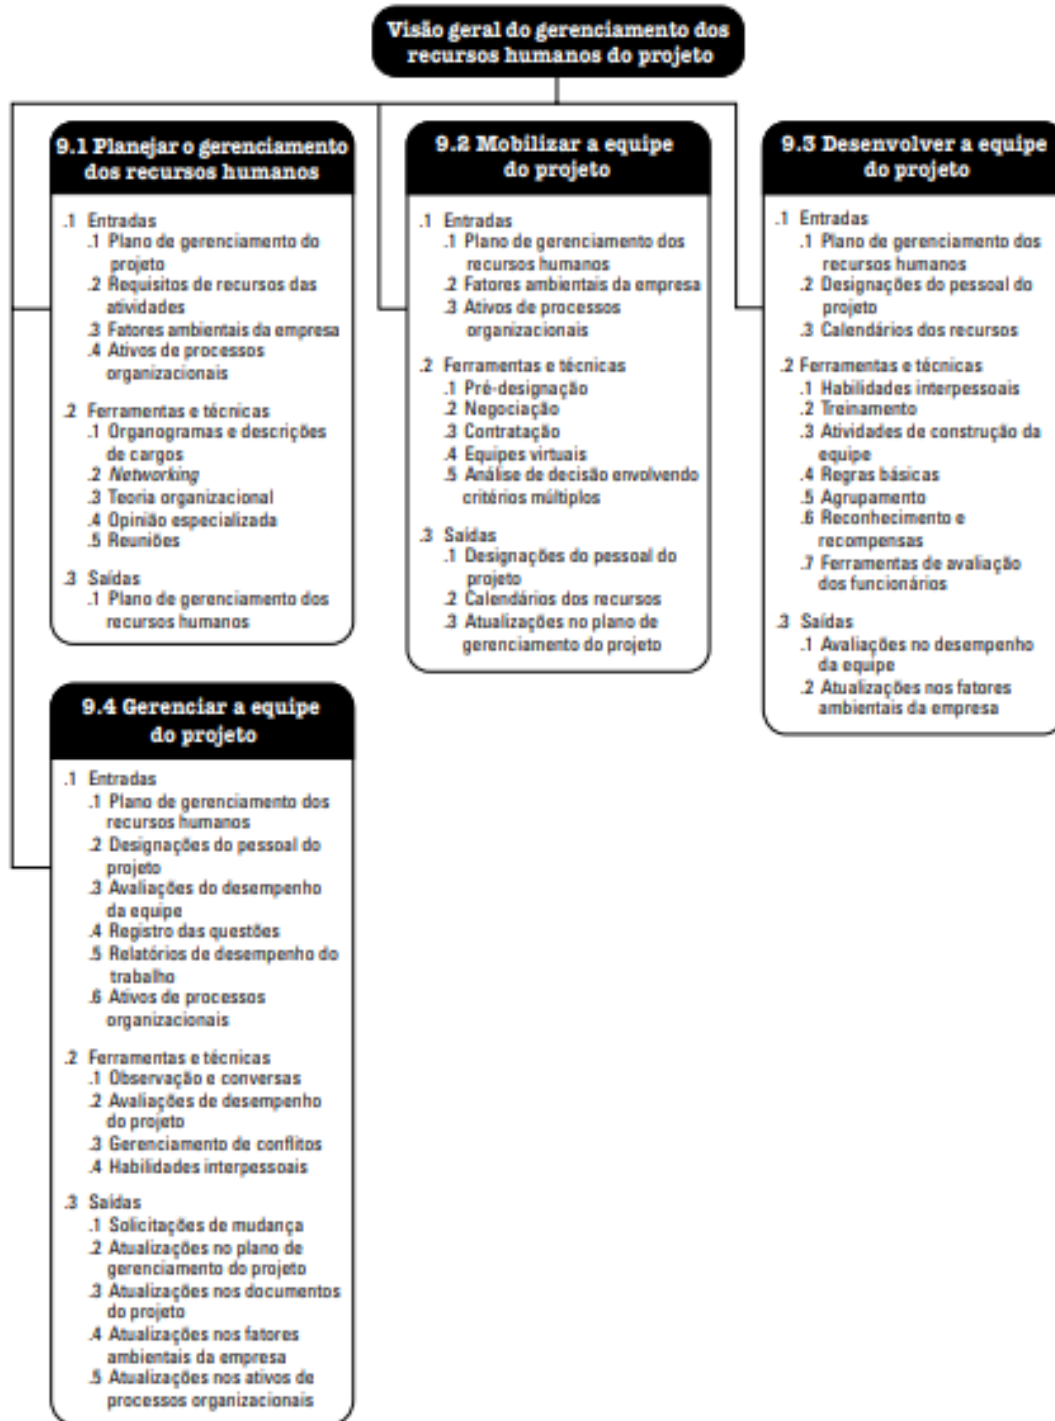 Visão geral do gerenciamento dos
recursos humanos do projeto
9.1 Planejar o gerenciamento
dos recursos humanos
.1 Entradas
.1 Plano de gerenciamento do
projeto
.2 Requisitos de recursos das
atividades
.3 Fatores ambientais da empresa
.4 Ativos de processos
organizacionais
.2 Ferramentas e técnicas
.1 Organogramas e descrições
de cargos
.2 Networking
.3 Teoria organizacional
.4 Opinião especializada
.5 Reuniões
.3 Saídas
.1 Plano de gerenciamento dos
recursos humanos
9.2 Mobilizar a equipe
do projeto
.1 Entradas
.1 Plano de gerenciamento dos
recursos humanos
.2 Fatores ambientais da empresa
.3 Ativos de processos
organizacionais
.2 Ferramentas e técnicas
.1 Pré-designação
.2 Negociação
.3 Contratação
.4 Equipes virtuais
.5 Análise de decisão envolvendo
critérios múltiplos
.3 Saídas
.1 Designações do pessoal do
projeto
.2 Calendários dos recursos
.3 Atualizações no plano de
gerenciamento do projeto
9.3 Desenvolver a equipe
do projeto
.1 Entradas
.1 Plano de gerenciamento dos
recursos humanos
.2 Designações do pessoal do
projeto
.3 Calendários dos recursos
.2 Ferramentas e técnicas
.1 Habilidades interpessoais
.2 Treinamento
.3 Atividades de construção da
equipe
.4 Regras básicas
.5 Agrupamento
.6 Reconhecimento e
recompensas
.7 Ferramentas de avaliação
dos funcionários
.3 Saídas
.1 Avaliações no desempenho
da equipe
.2 Atualizações nos fatores
ambientais da empresa
9.4 Gerenciar a equipe
do projeto
.1 Entradas
.1 Plano de gerenciamento dos
recursos humanos
.2 Designações do pessoal do
projeto
.3 Avaliações do desempenho
da equipe
.4 Registro das questões
.5 Relatórios de desempenho do
trabalho
.6 Ativos de processos
organizacionais
.2 Ferramentas e técnicas
.1 Observação e conversas
.2 Avaliações de desempenho
do projeto
.3 Gerenciamento de conflitos
.4 Habilidades interpessoais
.3 Saídas
.1 Solicitações de mudança
.2 Atualizações no plano de
gerenciamento do projeto
.3 Atualizações nos documentos
do projeto
.4 Atualizações nos fatores
ambientais da empresa
.5 Atualizações nos ativos de
processos organizacionais